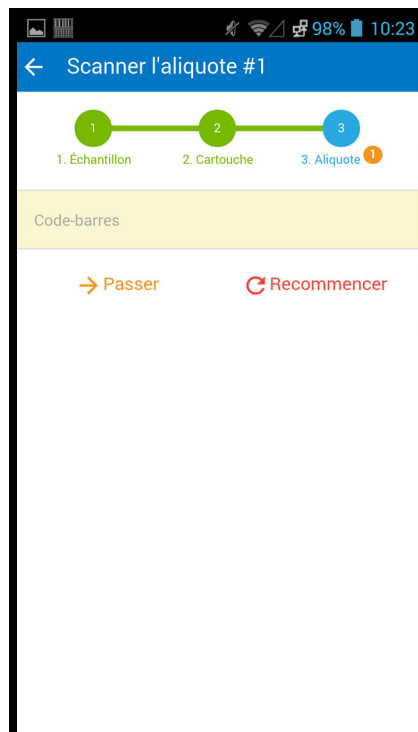 98% 10:23
Scanner l'aliquote #1
1 2 3
1. Échantillon 2. Cartouche 3. Aliquote 1
Code-barres
Passer Recommencer